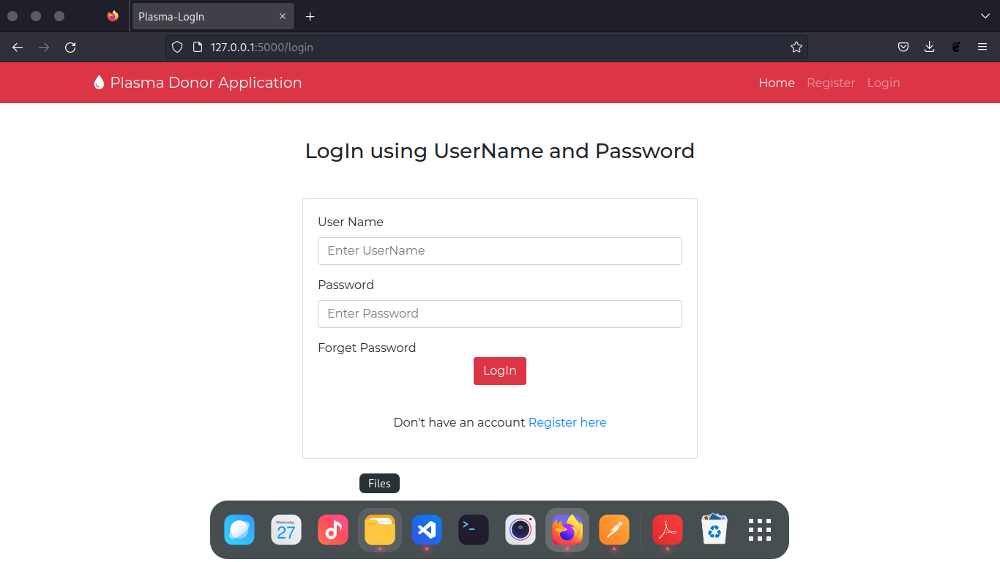 Plasma-LogIn
127.0.0.1:5000/login
Plasma Donor Application
Home Register Login
LogIn using UserName and Password
User Name
Enter UserName
Password
Enter Password
Forget Password
LogIn
Don't have an account Register here
Files
Wednesday
27
>_